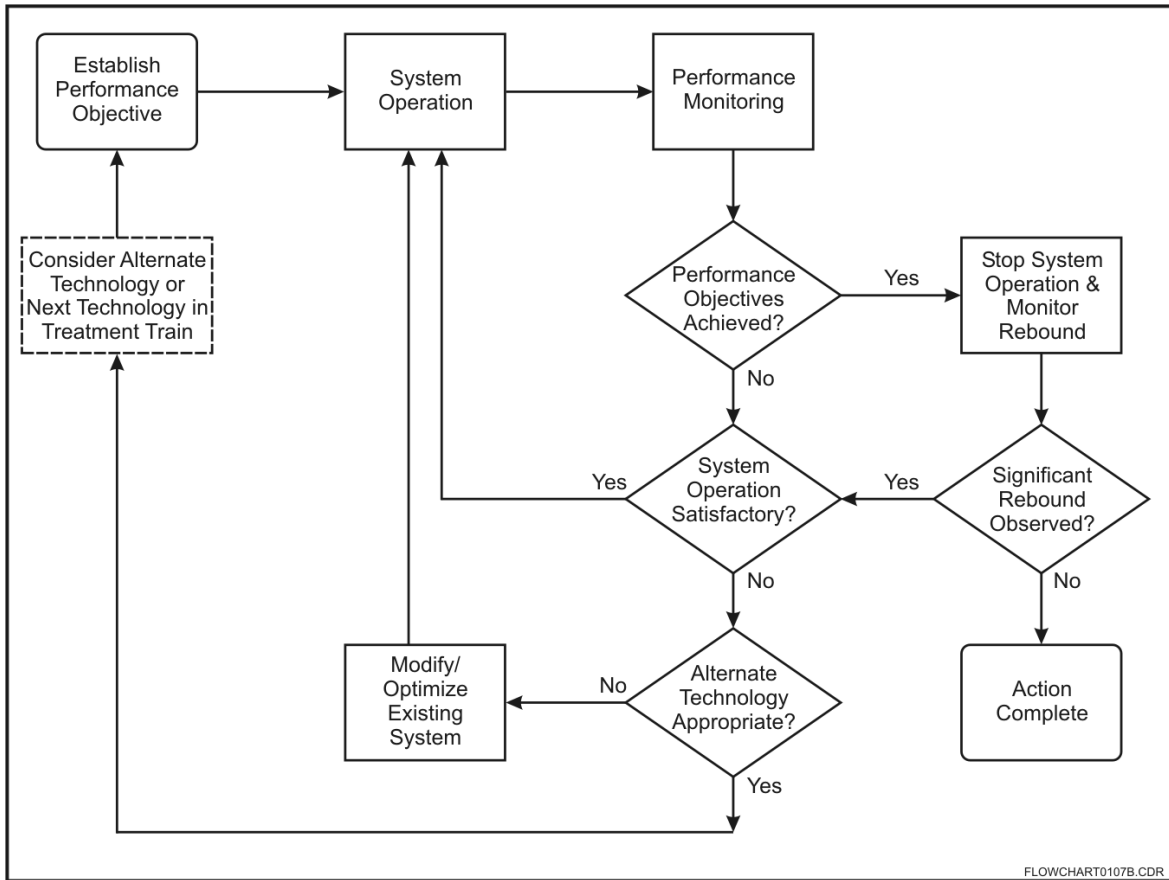 Establish
Performance
Objective
System
Operation
Performance
Monitoring
Consider Alternate
Technology or
Next Technology in
Treatment Train
Performance
Objectives
Achieved?
Yes
Stop System
Operation &
Monitor
Rebound
No
Yes
System
Operation
Satisfactory?
Yes
Significant
Rebound
Observed?
No
No
Modify/
Optimize
Existing
System
No
Alternate
Technology
Appropriate?
Action
Complete
Yes
FLOWCHART0107B.CDR